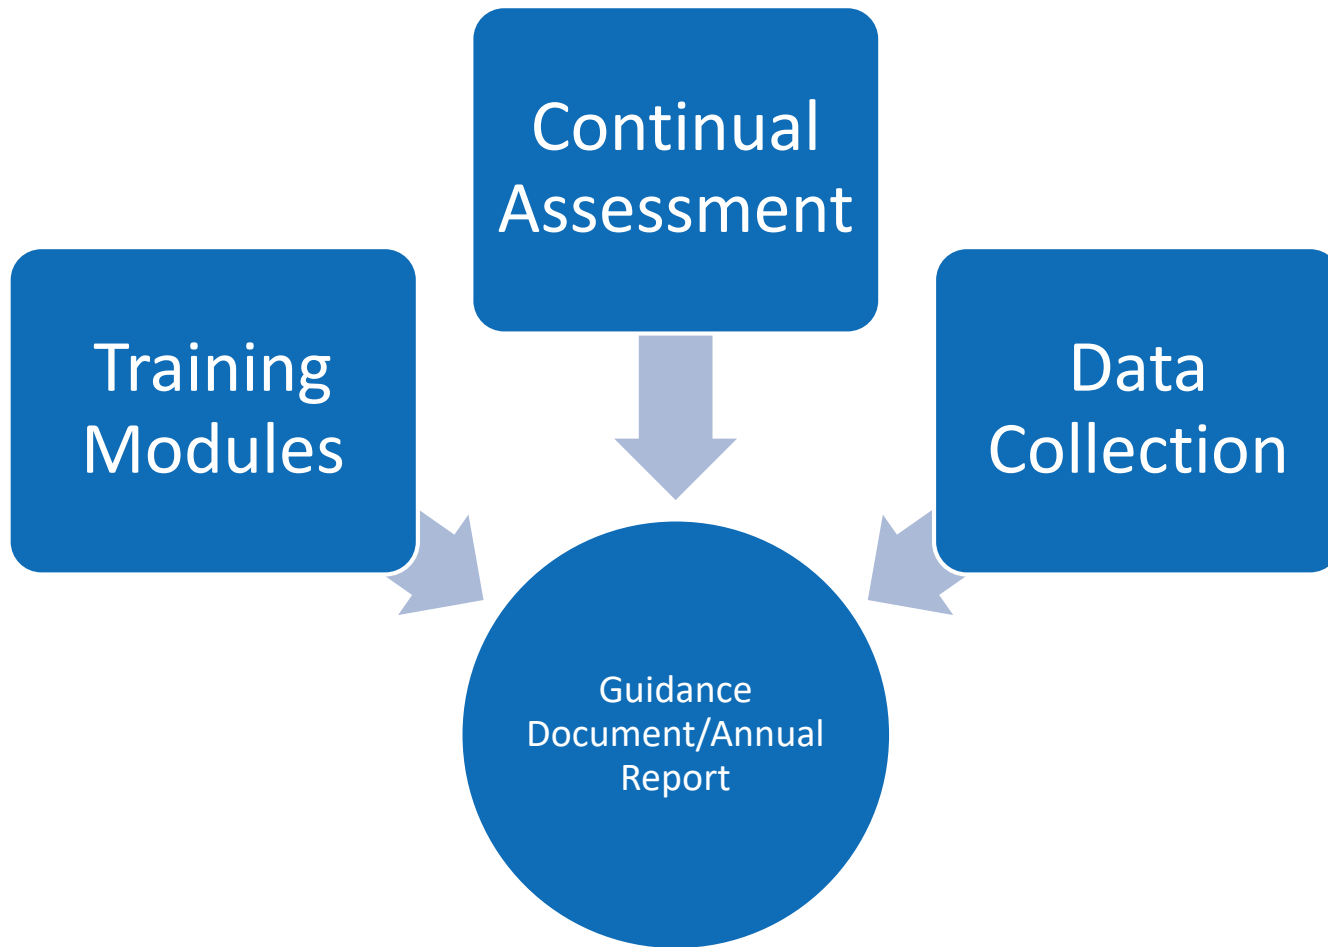 Continual
Assessment
Training
Modules
Data
Collection
Guidance
Document/Annual
Report